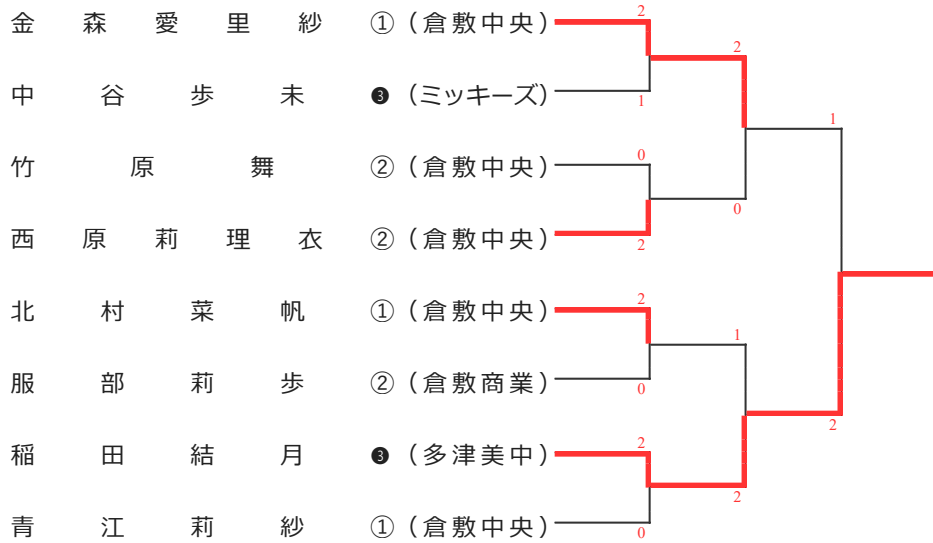 金森愛里紗 ①（倉敷中央） 2
2
中谷歩未 ❸（ミッキーズ） 1
1
竹原舞 ②（倉敷中央） 0
0
西原莉理衣 ②（倉敷中央） 2
北村菜帆 ①（倉敷中央） 2
1
服部莉歩 ②（倉敷商業） 0
2
稲田結月 ❸（多津美中） 2
2
青江莉紗 ①（倉敷中央） 0